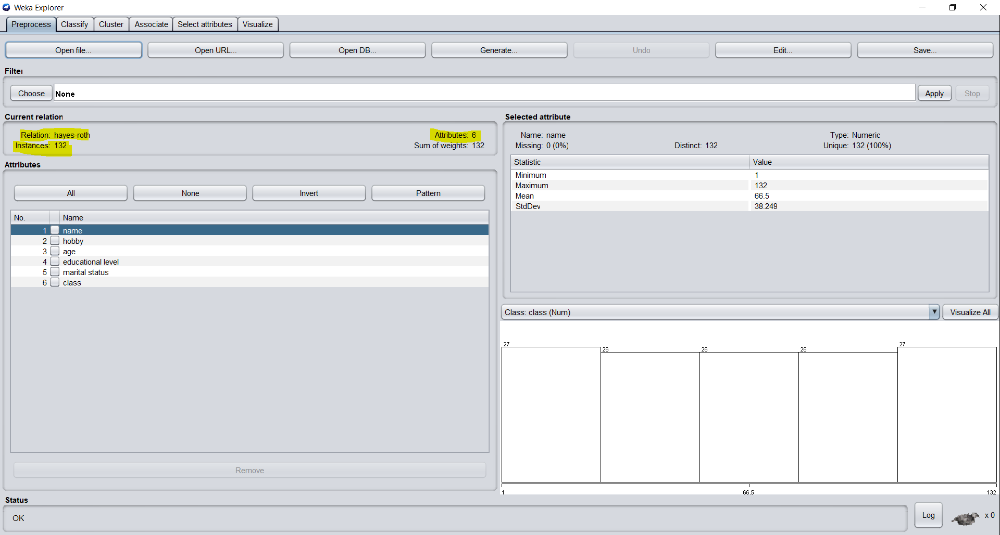 Weka Explorer
Preprocess Classify Cluster Associate Select attributes Visualize
Open file... Open URL... Open DB... Generate... Undo Edit... Save...
Filter
Choose None Apply Stop
Current relation
Relation: hayes-roth Attributes: 6
Instances: 132 Sum of weights: 132
Attributes
All None Invert Pattern
No. Name
1 name
2 hobby
3 age
4 educational level
5 marital status
6 class
Remove
Selected attribute
Name: name Type: Numeric
Missing: 0 (0%) Distinct: 132 Unique: 132 (100%)
Statistic Value
Minimum 1
Maximum 132
Mean 66.5
StdDev 38.249
Class: class (Num) Visualize All
27 26 26 26 27
1 66.5 132
Status
OK Log x 0